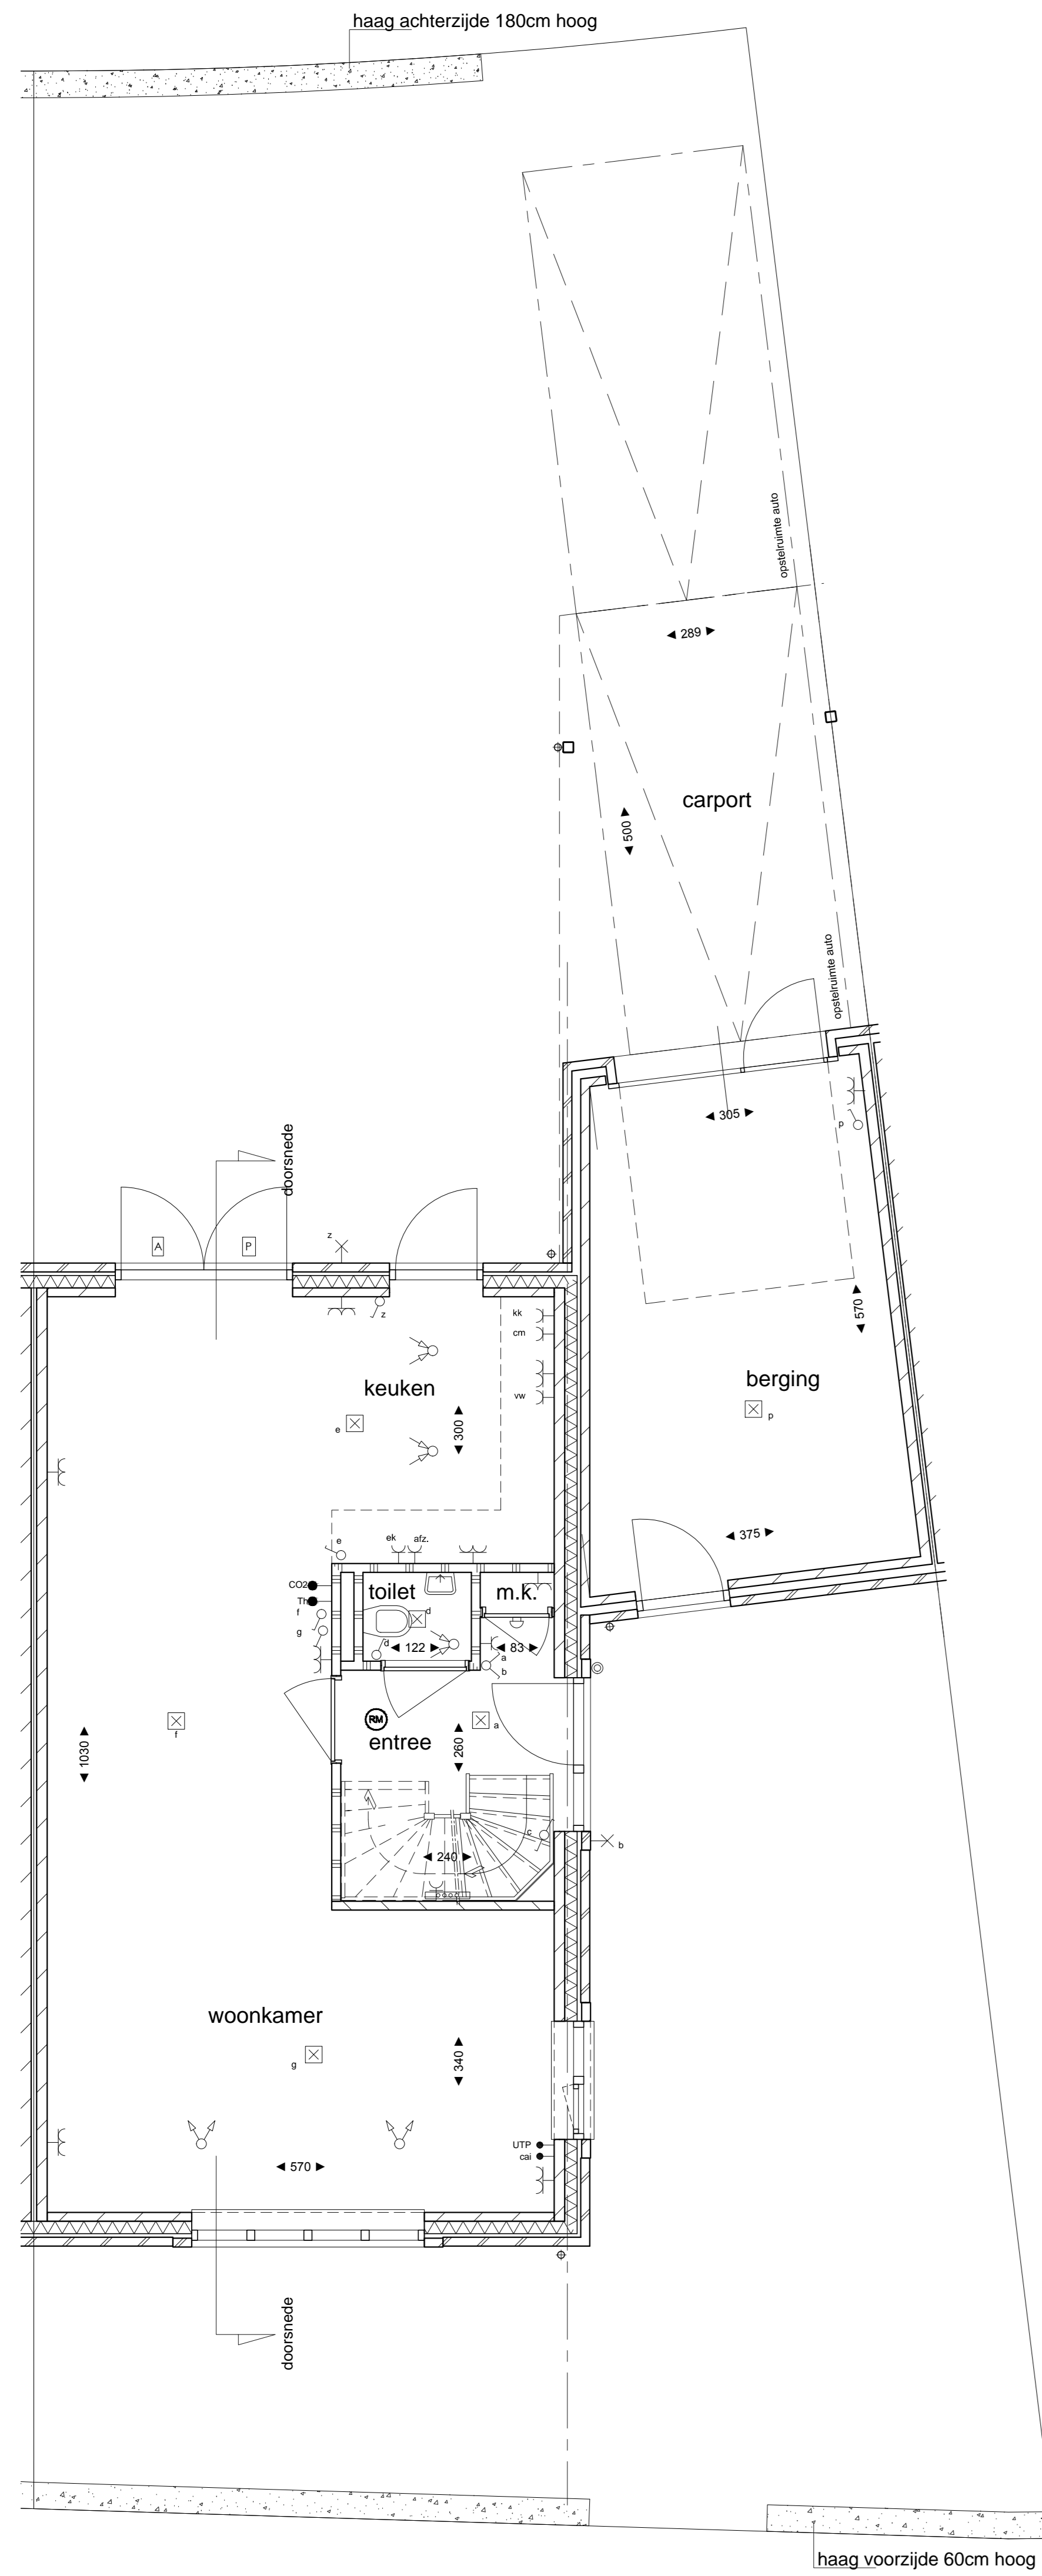 haag achterzijde 180cm hoog
opstelruimte auto
289
carport
500
opstelruimte auto
305
p
doorsnede
A
P
z
z
kk
cm
570
keuken
vw
berging
e
300
p
375
e
ek
afz.
CO2
toilet
m.k.
Th
f
d
g
d
122
83
a
b
RM
a
f
entree
260
1030
c
b
240
woonkamer
g
340
UTP
cai
570
doorsnede
haag voorzijde 60cm hoog